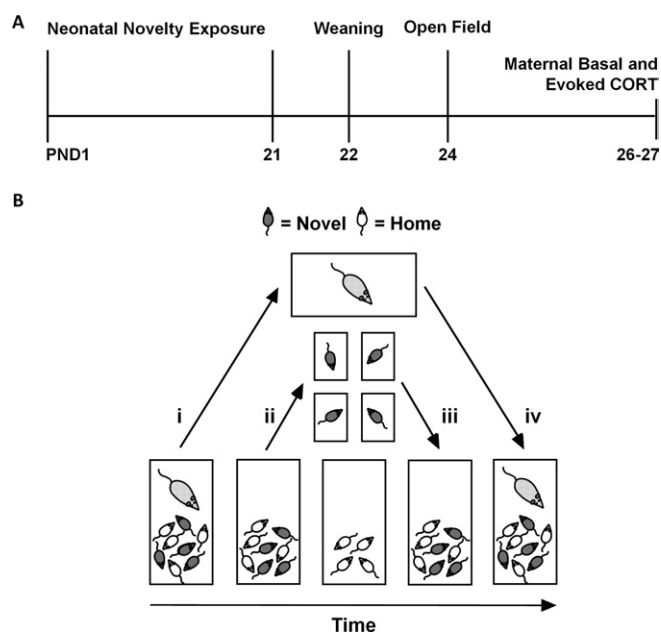 A
Neonatal Novelty Exposure
Weaning
Open Field
Maternal Basal and
Evoked CORT
PND1
21
22
24
26-27
B
= Novel
= Home
i
ii
iii
iv
Time